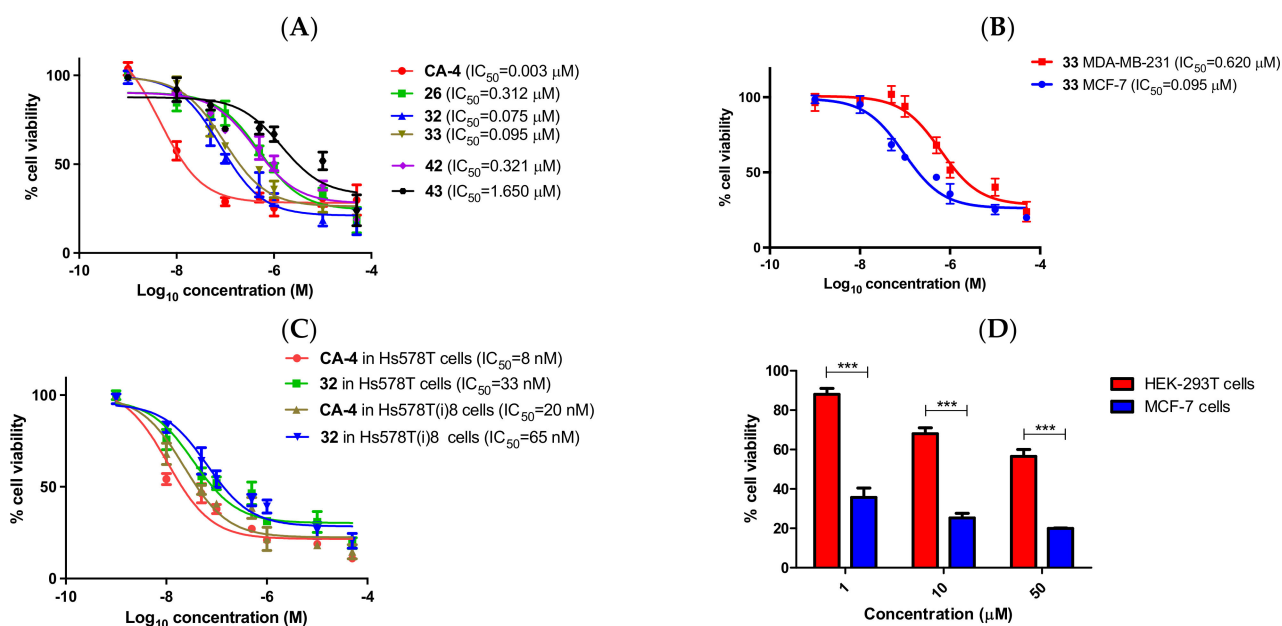 (A)
% cell viability
100
50
0
-10
-8
-6
-4
Log10 concentration (M)
CA-4 (IC50=0.003 μM)
26 (IC50=0.312 μM)
32 (IC50=0.075 μM)
33 (IC50=0.095 μM)
42 (IC50=0.321 μM)
43 (IC50=1.650 μM)
(B)
% cell viability
100
50
0
-10
-8
-6
-4
Log10 concentration (M)
33 MDA-MB-231 (IC50=0.620 μM)
33 MCF-7 (IC50=0.095 μM)
(C)
% cell viability
100
50
0
-10
-8
-6
-4
Log10 concentration (M)
CA-4 in Hs578T cells (IC50=8 nM)
32 in Hs578T cells (IC50=33 nM)
CA-4 in Hs578T(i)8 cells (IC50=20 nM)
32 in Hs578T(i)8 cells (IC50=65 nM)
(D)
% cell viability
100
80
60
40
20
0
***
***
***
1
10
50
Concentration (μM)
HEK-293T cells
MCF-7 cells